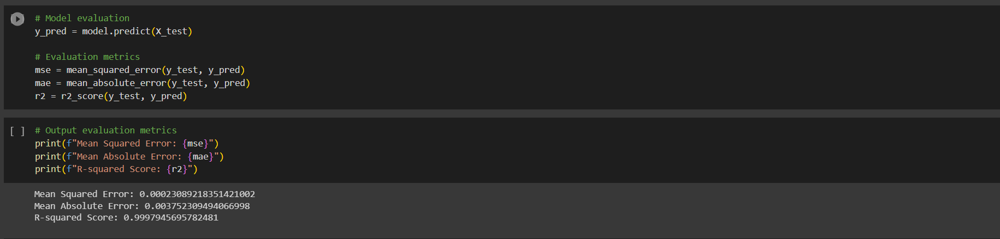 # Model evaluation
y_pred = model.predict(X_test)
# Evaluation metrics
mse = mean_squared_error(y_test, y_pred)
mae = mean_absolute_error(y_test, y_pred)
r2 = r2_score(y_test, y_pred)
[ ] # Output evaluation metrics
print(f"Mean Squared Error: {mse}")
print(f"Mean Absolute Error: {mae}")
print(f"R-squared Score: {r2}")
Mean Squared Error: 0.00023089218351421002
Mean Absolute Error: 0.003752309494066998
R-squared Score: 0.9997945695782481